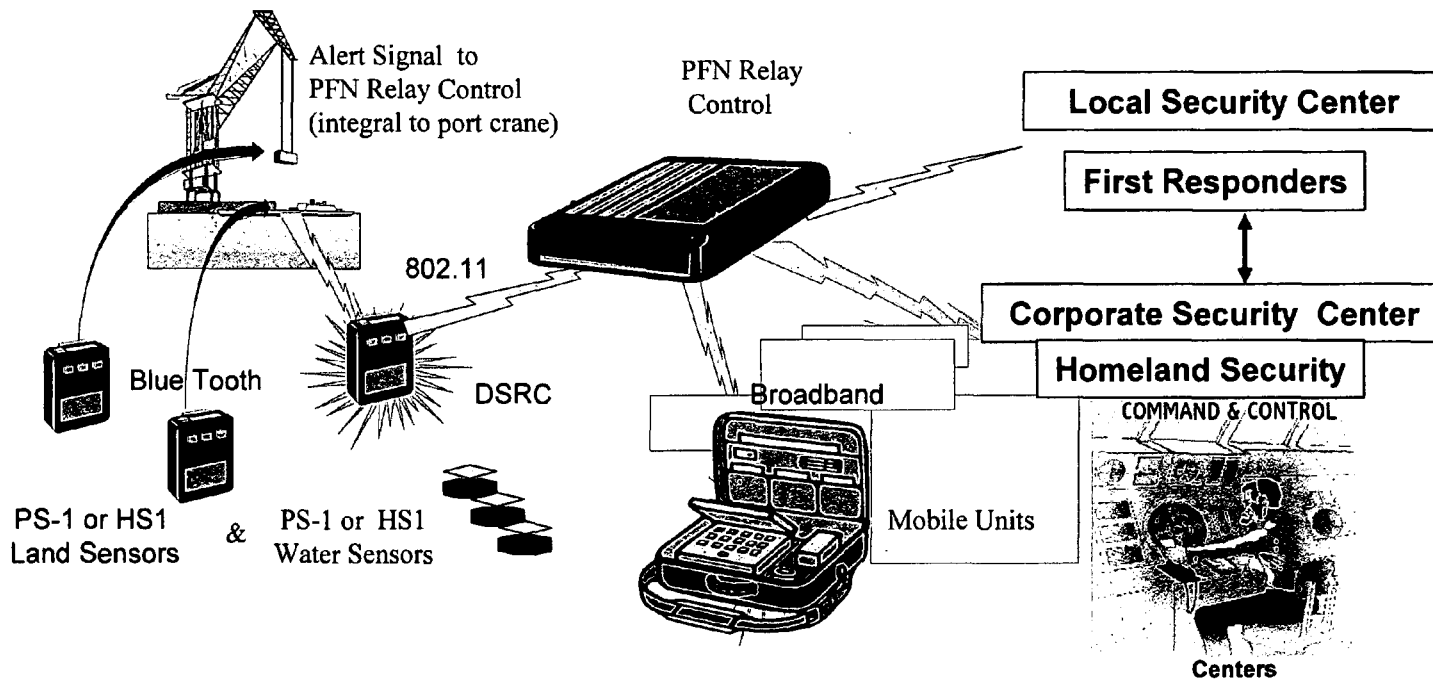 Alert Signal to
PFN Relay Control
(integral to port crane)
PFN Relay
Control
Local Security Center
First Responders
802.11
Corporate Security Center
Homeland Security
Blue Tooth
DSRC
Broadband
COMMAND & CONTROL
PS-1 or HS1
Land Sensors
&
PS-1 or HS1
Water Sensors
Mobile Units
Centers